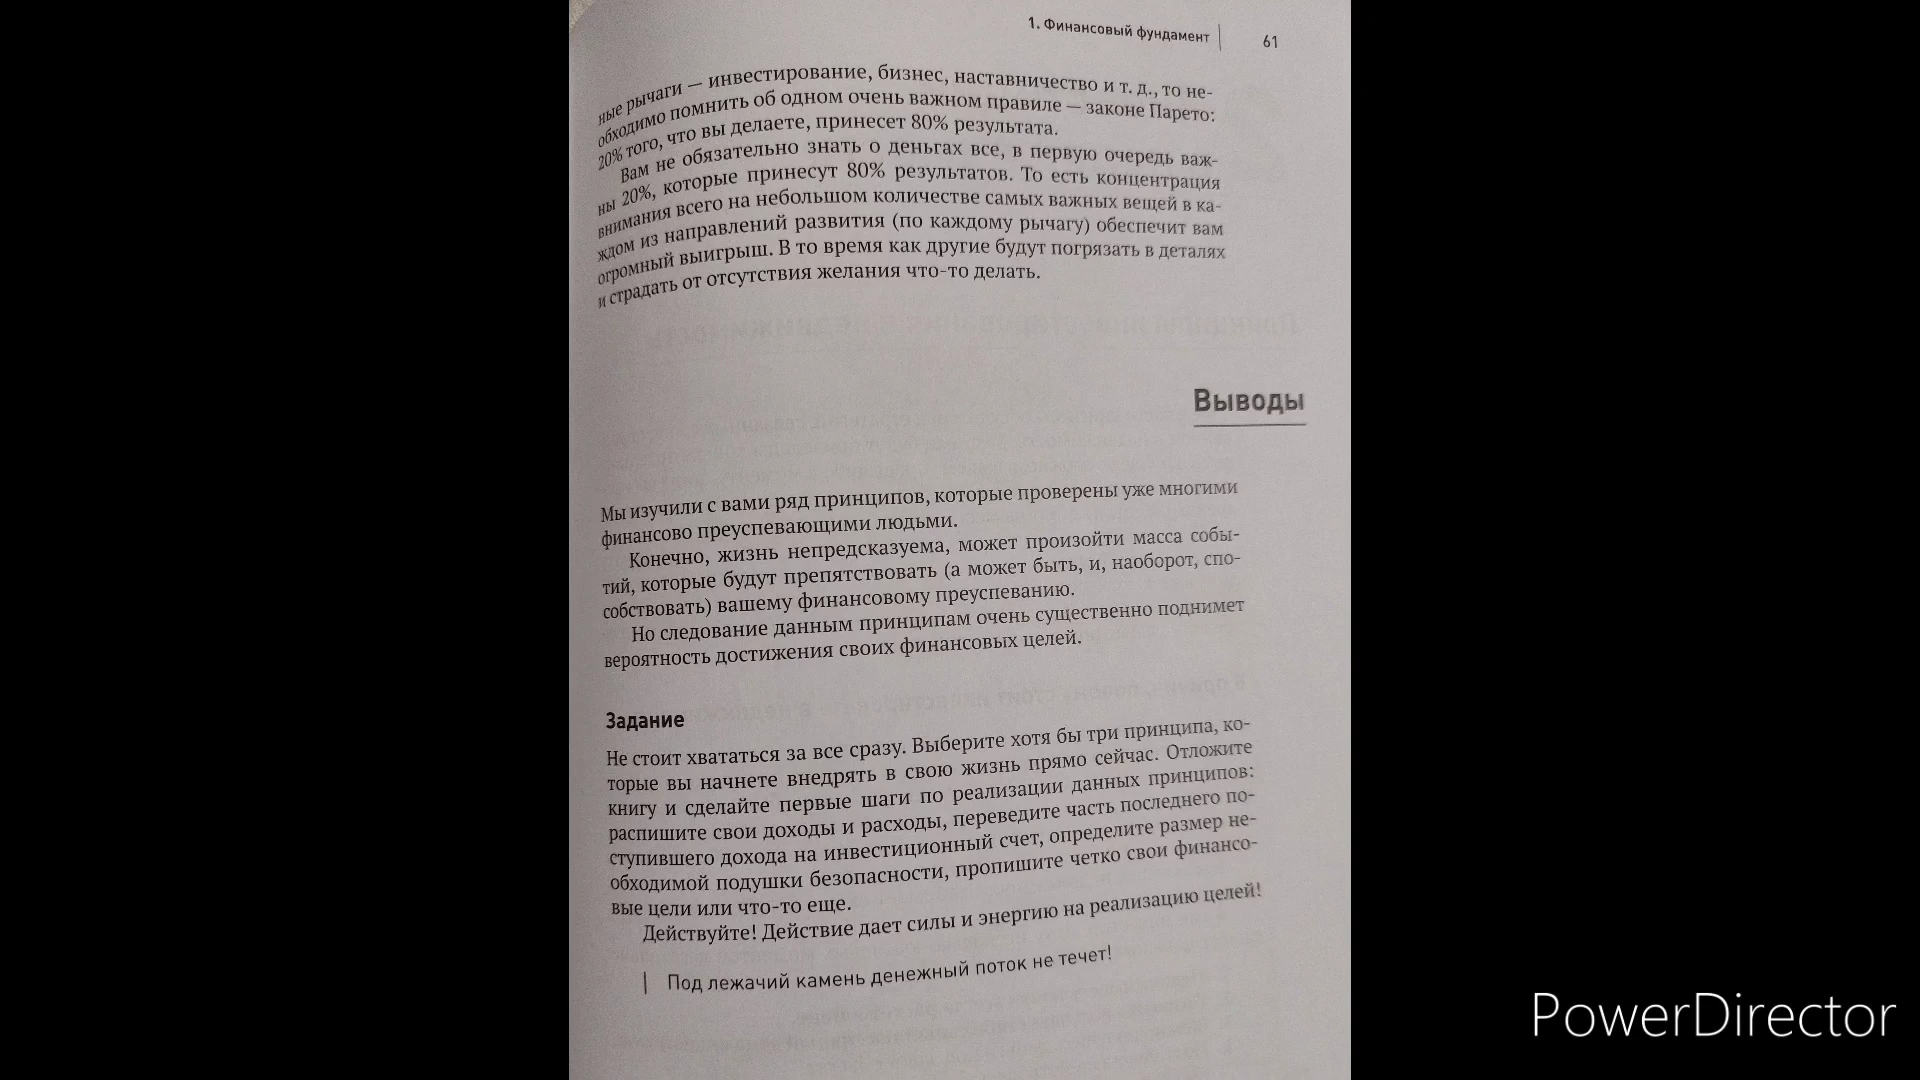 1. Финансовый фундамент 61
ные рычаги — инвестирование, бизнес, наставничество и т. д., то не-
обходимо помнить об одном очень важном правиле — законе Парето:
20% того, что вы делаете, принесет 80% результата.
Вам не обязательно знать о деньгах все, в первую очередь важ-
ны 20%, которые принесут 80% результатов. То есть концентрация
внимания всего на небольшом количестве самых важных вещей в ка-
ждом из направлений развития (по каждому рычагу) обеспечит вам
огромный выигрыш. В то время как другие будут погрязать в деталях
и страдать от отсутствия желания что-то делать.
Выводы
Мы изучили с вами ряд принципов, которые проверены уже многими
финансово преуспевающими людьми.
Конечно, жизнь непредсказуема, может произойти масса собы-
тий, которые будут препятствовать (а может быть, и, наоборот, спо-
собствовать) вашему финансовому преуспеванию.
Но следование данным принципам очень существенно поднимет
вероятность достижения своих финансовых целей.
Задание
Не стоит хвататься за все сразу. Выберите хотя бы три принципа, ко-
торые вы начнете внедрять в свою жизнь прямо сейчас. Отложите
книгу и сделайте первые шаги по реализации данных принципов:
распишите свои доходы и расходы, переведите часть последнего по-
ступившего дохода на инвестиционный счет, определите размер не-
обходимой подушки безопасности, пропишите четко свои финансо-
вые цели или что-то еще.
Действуйте! Действие дает силы и энергию на реализацию целей!
Под лежачий камень денежный поток не течет!
PowerDirector